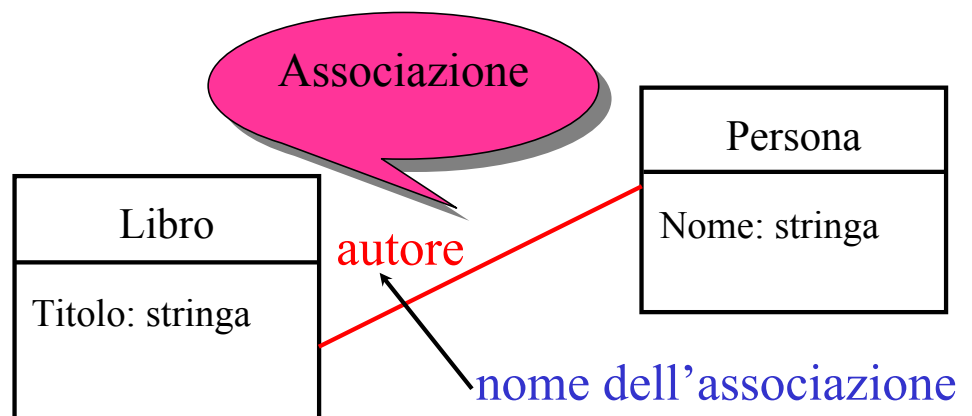 Associazione
Persona
Libro
Nome: stringa
autore
Titolo: stringa
nome dell’associazione